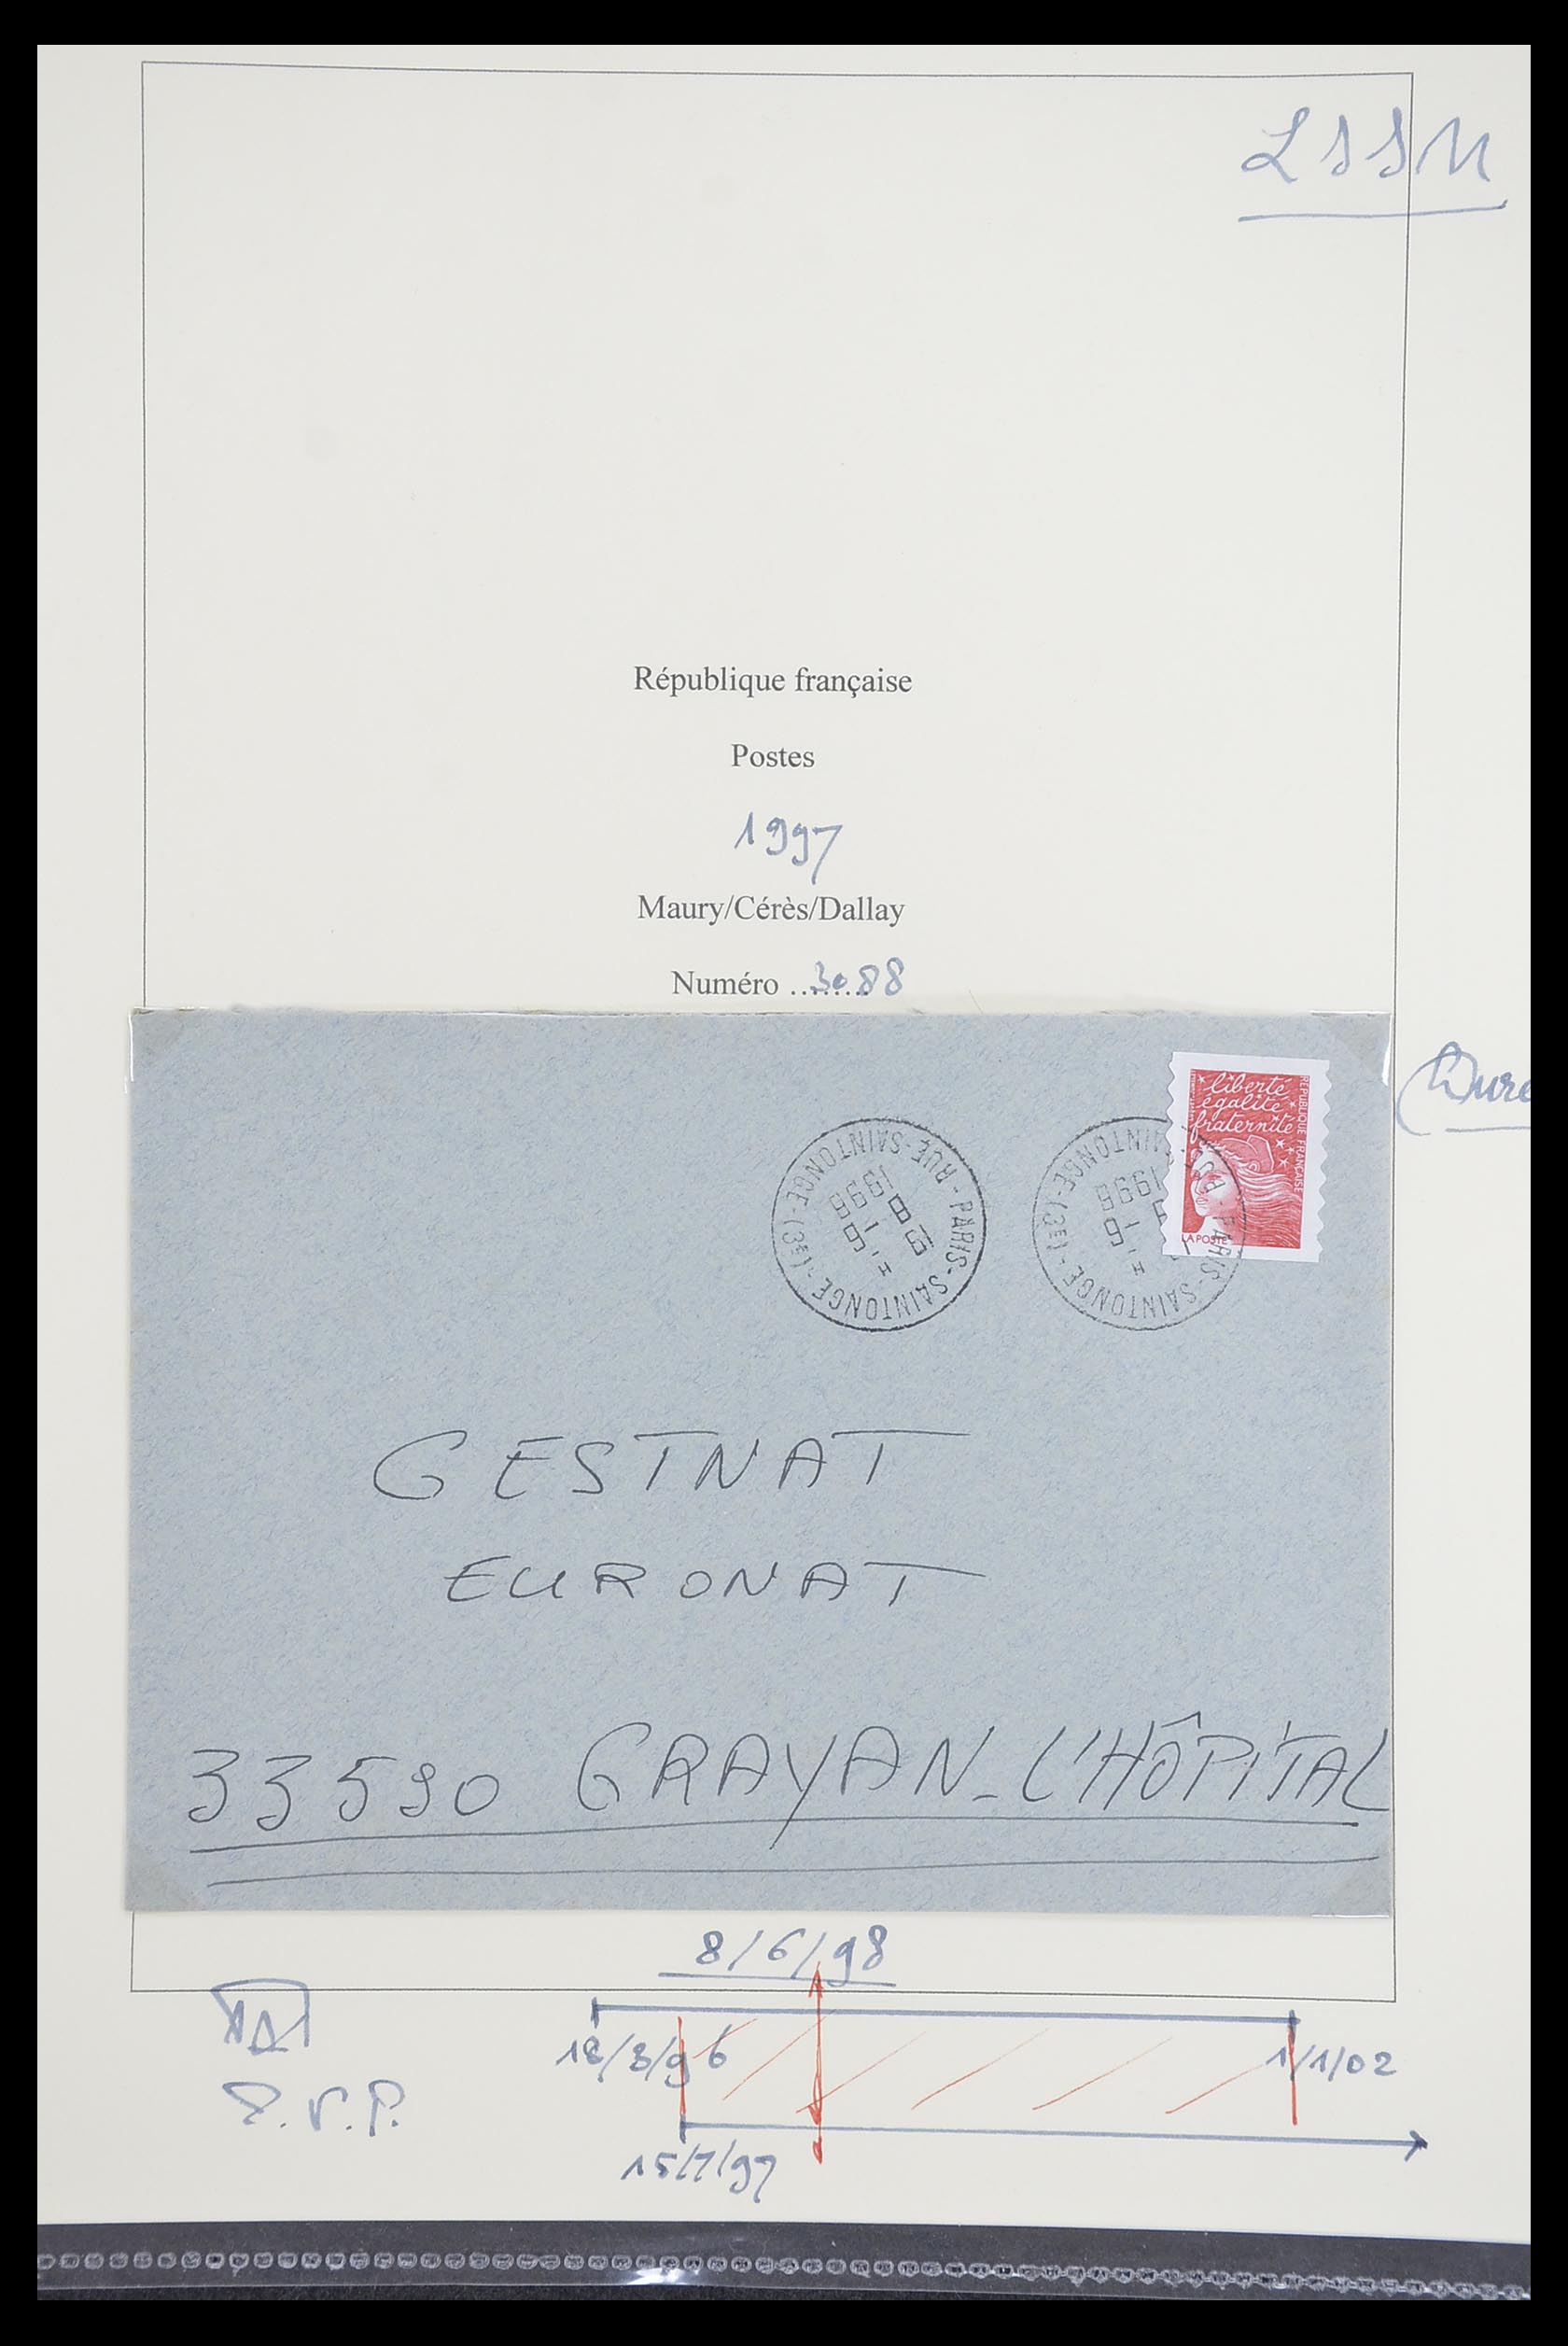 LSSM
République française
Postes
1997
Maury/Cérès/Dallay
Numéro ........3088
liberté
égalité
fraternité
RÉPUBLIQUE FRANÇAISE
LA POSTE
PARIS-SAINTONGE-(3E)-RUE-SAINTONGE-
GESTNAT
EURONAT
33590 GRAYAN-L'HÔPITAL
8/6/98
18/3/96
1/1/02
15/7/97